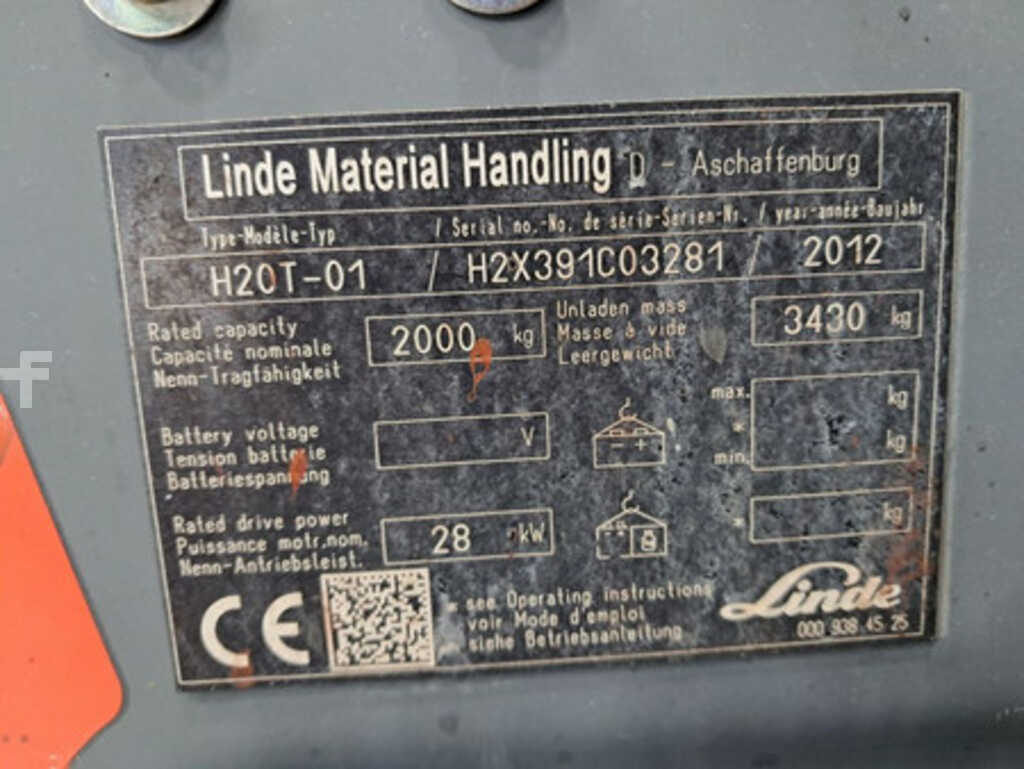 Linde Material Handling D - Aschaffenburg
Type-Modèle-Typ / Serial no.-No. de série-Serien-Nr. / year-année-Baujahr
H20T-01 / H2X391C03281 / 2012
Rated capacity
Capacité nominale
Nenn-Tragfähigkeit
2000 kg
Unladen mass
Masse à vide
Leergewicht
3430 kg
Battery voltage
Tension batterie
Batteriespannung
V
- +
max. kg
*
min. kg
Rated drive power
Puissance motr.nom.
Nenn-Antriebsleist.
28 kW
* kg
CE
* see Operating instructions
voir Mode d'emploi
siehe Betriebsanleitung
Linde
000 938 45 25
f